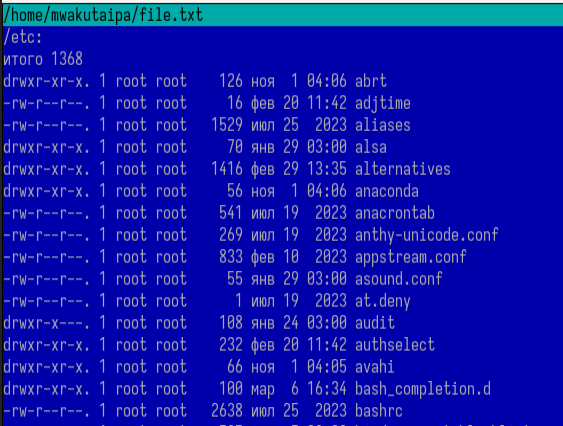 /home/mwakutaipa/file.txt
/etc:
итого 1368
drwxr-xr-x. 1 root root 126 ноя 1 04:06 abrt
-rw-r--r--. 1 root root 16 фев 20 11:42 adjtime
-rw-r--r--. 1 root root 1529 июл 25 2023 aliases
drwxr-xr-x. 1 root root 70 янв 29 03:00 alsa
drwxr-xr-x. 1 root root 1416 фев 29 13:35 alternatives
drwxr-xr-x. 1 root root 56 ноя 1 04:06 anaconda
-rw-r--r--. 1 root root 541 июл 19 2023 anacrontab
-rw-r--r--. 1 root root 269 июл 19 2023 anthy-unicode.conf
-rw-r--r--. 1 root root 833 фев 10 2023 appstream.conf
-rw-r--r--. 1 root root 55 янв 29 03:00 asound.conf
-rw-r--r--. 1 root root 1 июл 19 2023 at.deny
drwxr-x---. 1 root root 108 янв 24 03:00 audit
drwxr-xr-x. 1 root root 232 фев 20 11:42 authselect
drwxr-xr-x. 1 root root 66 ноя 1 04:05 avahi
drwxr-xr-x. 1 root root 100 мар 6 16:34 bash_completion.d
-rw-r--r--. 1 root root 2638 июл 25 2023 bashrc